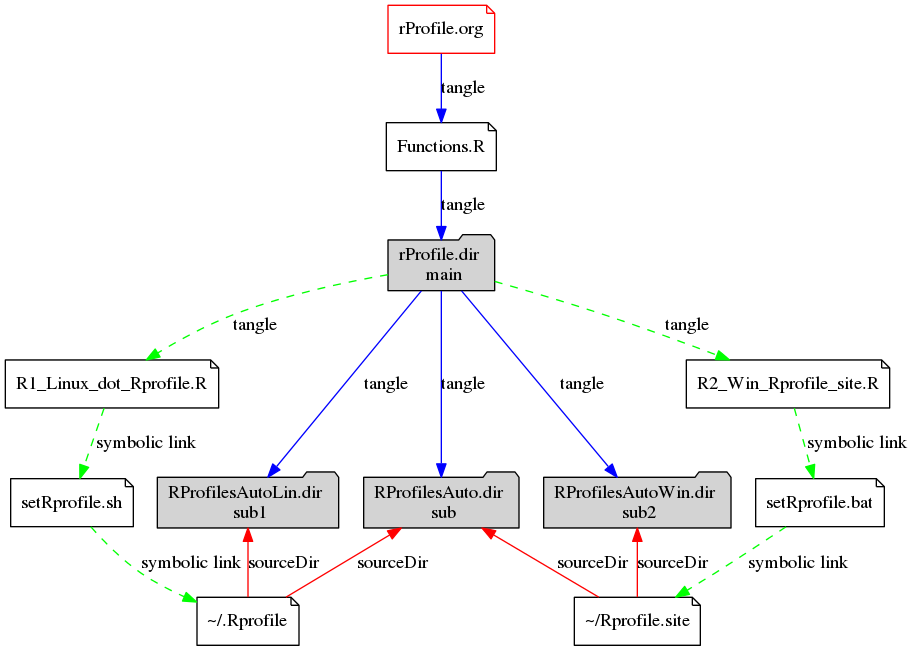 rProfile.org
tangle
Functions.R
tangle
rProfile.dir
main
tangle
tangle
R1_Linux_dot_Rprofile.R
R2_Win_Rprofile_site.R
tangle
tangle
tangle
symbolic link
symbolic link
setRprofile.sh
RProfilesAutoLin.dir
sub1
RProfilesAuto.dir
sub
RProfilesAutoWin.dir
sub2
setRprofile.bat
symbolic link
sourceDir
sourceDir
sourceDir
sourceDir
symbolic link
~/.Rprofile
~/Rprofile.site